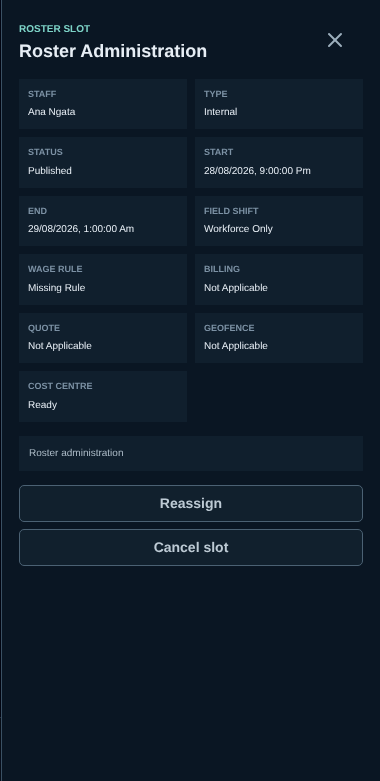 ROSTER SLOT
Roster Administration
STAFF
Ana Ngata
TYPE
Internal
STATUS
Published
START
28/08/2026, 9:00:00 Pm
END
29/08/2026, 1:00:00 Am
FIELD SHIFT
Workforce Only
WAGE RULE
Missing Rule
BILLING
Not Applicable
QUOTE
Not Applicable
GEOFENCE
Not Applicable
COST CENTRE
Ready
Roster administration
Reassign
Cancel slot